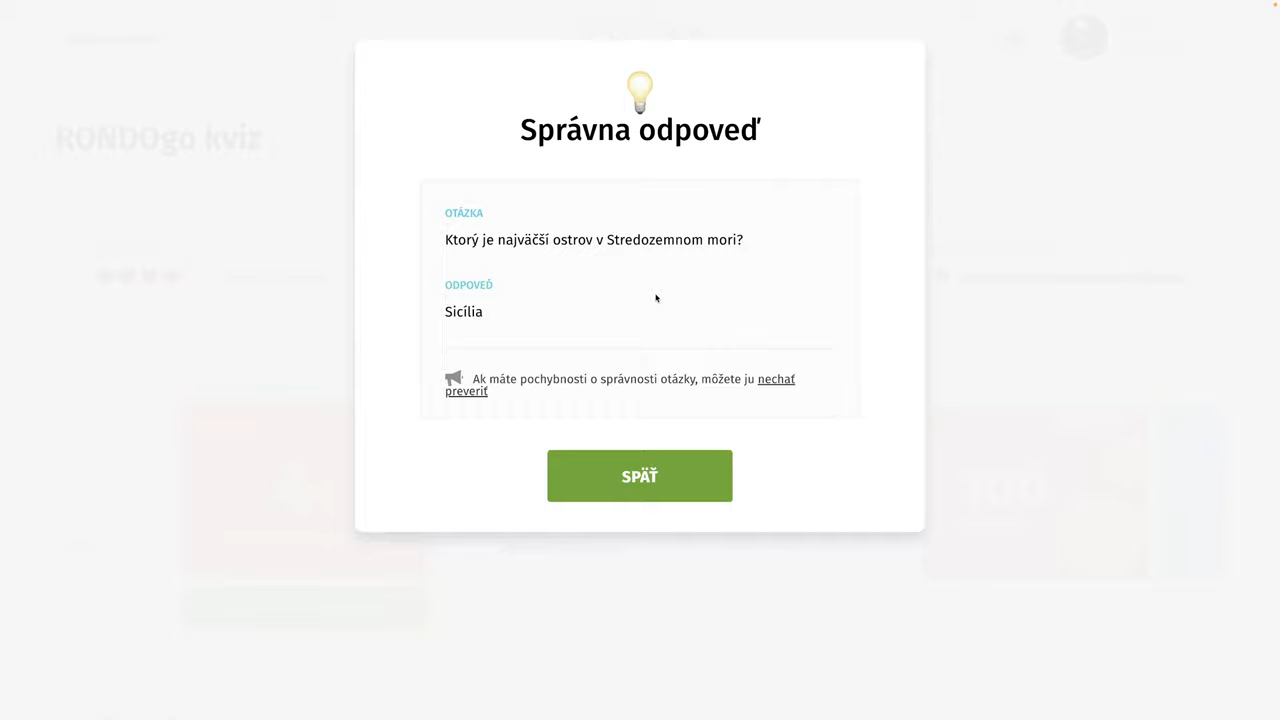 RONDOgo kvíz
Správna odpoveď
OTÁZKA
Ktorý je najväčší ostrov v Stredozemnom mori?
ODPOVEĎ
Sicília
Ak máte pochybnosti o správnosti otázky, môžete ju nechať
preveriť
SPÄŤ